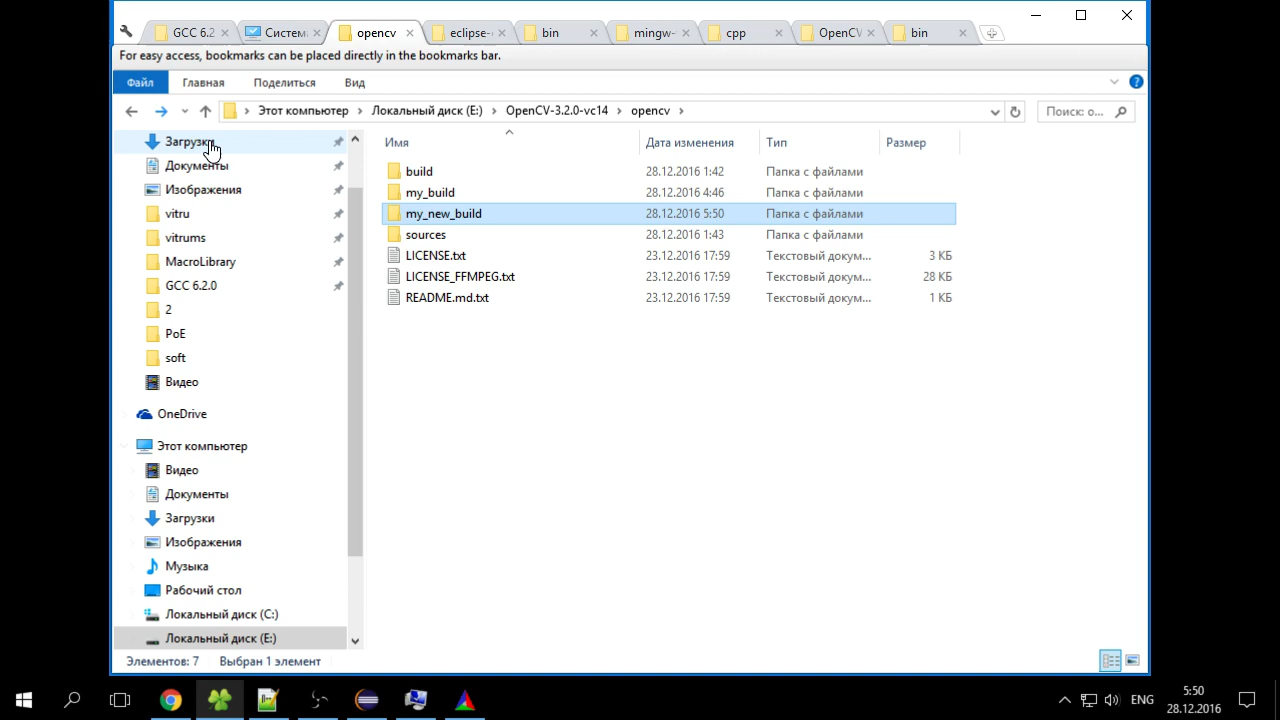 GCC 6.2
Систем
opencv
eclipse-
bin
mingw-
cpp
OpenCV
bin
For easy access, bookmarks can be placed directly in the bookmarks bar.
Файл Главная Поделиться Вид
Этот компьютер Локальный диск (E:) OpenCV-3.2.0-vc14 opencv
Поиск: o...
Загрузки
Документы
Изображения
vitru
vitrums
MacroLibrary
GCC 6.2.0
2
PoE
soft
Видео
OneDrive
Этот компьютер
Видео
Документы
Загрузки
Изображения
Музыка
Рабочий стол
Локальный диск (C:)
Локальный диск (E:)
Имя Дата изменения Тип Размер
build 28.12.2016 1:42 Папка с файлами
my_build 28.12.2016 4:46 Папка с файлами
my_new_build 28.12.2016 5:50 Папка с файлами
sources 28.12.2016 1:43 Папка с файлами
LICENSE.txt 23.12.2016 17:59 Текстовый докум... 3 КБ
LICENSE_FFMPEG.txt 23.12.2016 17:59 Текстовый докум... 28 КБ
README.md.txt 23.12.2016 17:59 Текстовый докум... 1 КБ
Элементов: 7 Выбран 1 элемент
ENG
5:50
28.12.2016